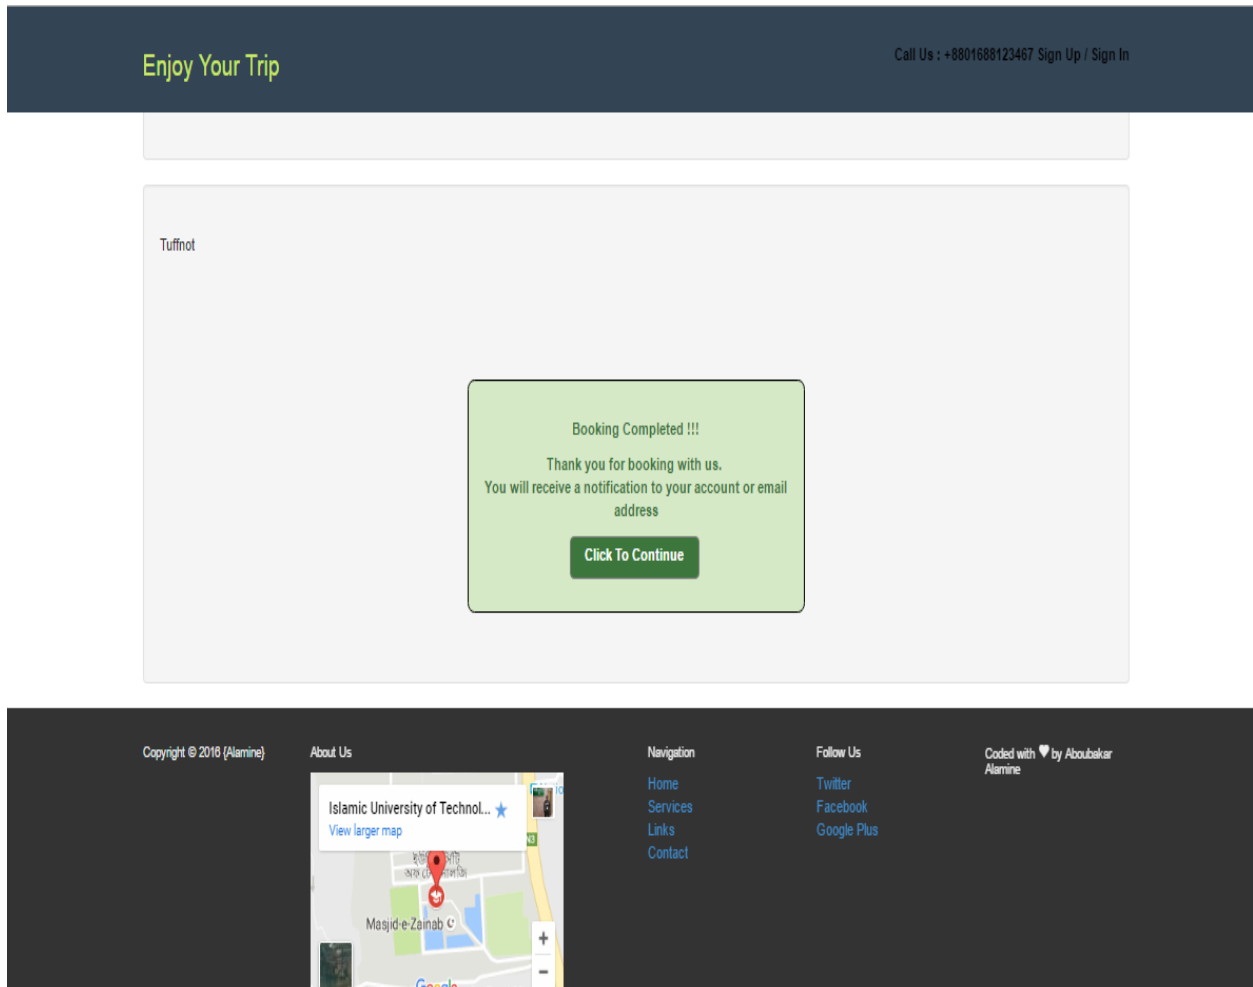 Enjoy Your Trip
Call Us : +8801688123467 Sign Up / Sign In
Tuffnot
Booking Completed !!!
Thank you for booking with us.
You will receive a notification to your account or email
address
Click To Continue
Copyright © 2016 {Alamine}
About Us
Islamic University of Technol...
View larger map
N3
Masjid-e-Zainab
Google
+
−
Navigation
Home
Services
Links
Contact
Follow Us
Twitter
Facebook
Google Plus
Coded with ♥ by Aboubakar
Alamine